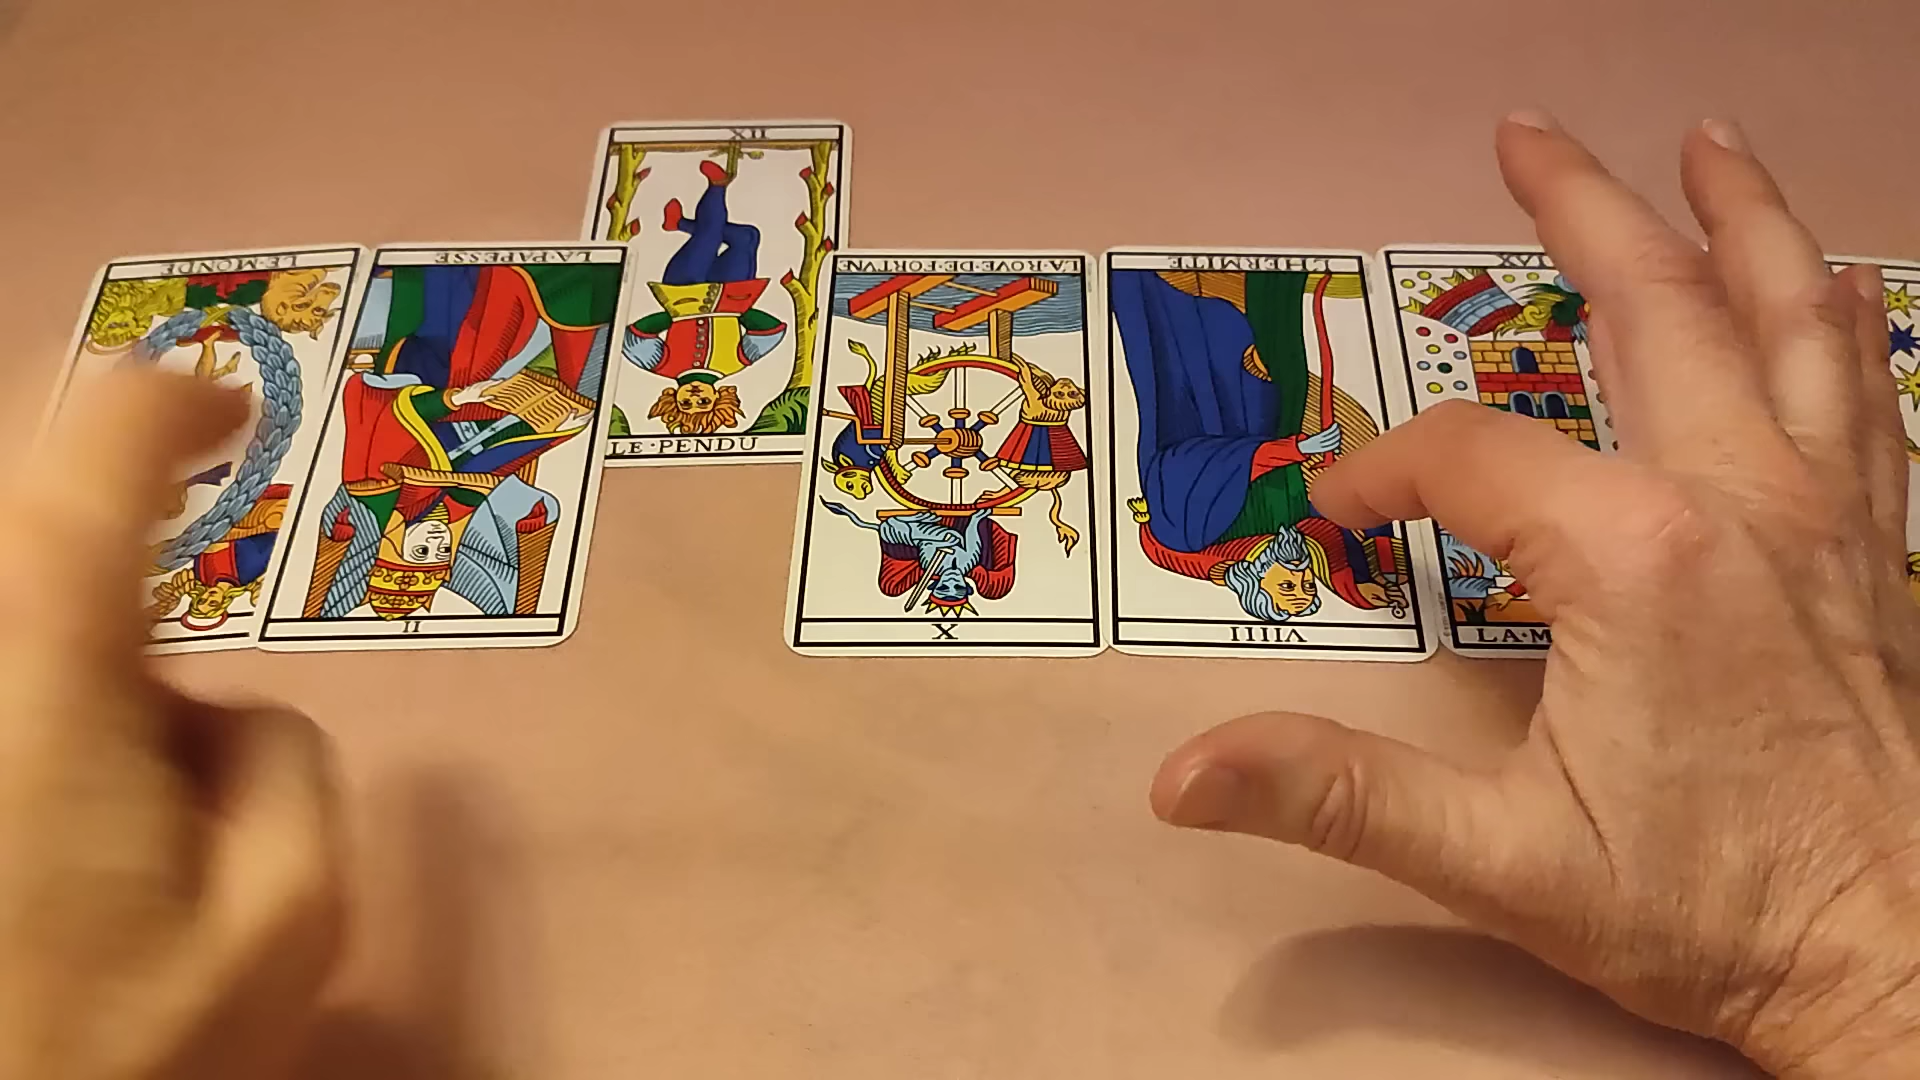 XII
LE·MONDE
LA·PAPESSE
LE·PENDU
LA·ROVE·DE·FORTVNE
L'HERMITE
II
X
VIIII
LA·M